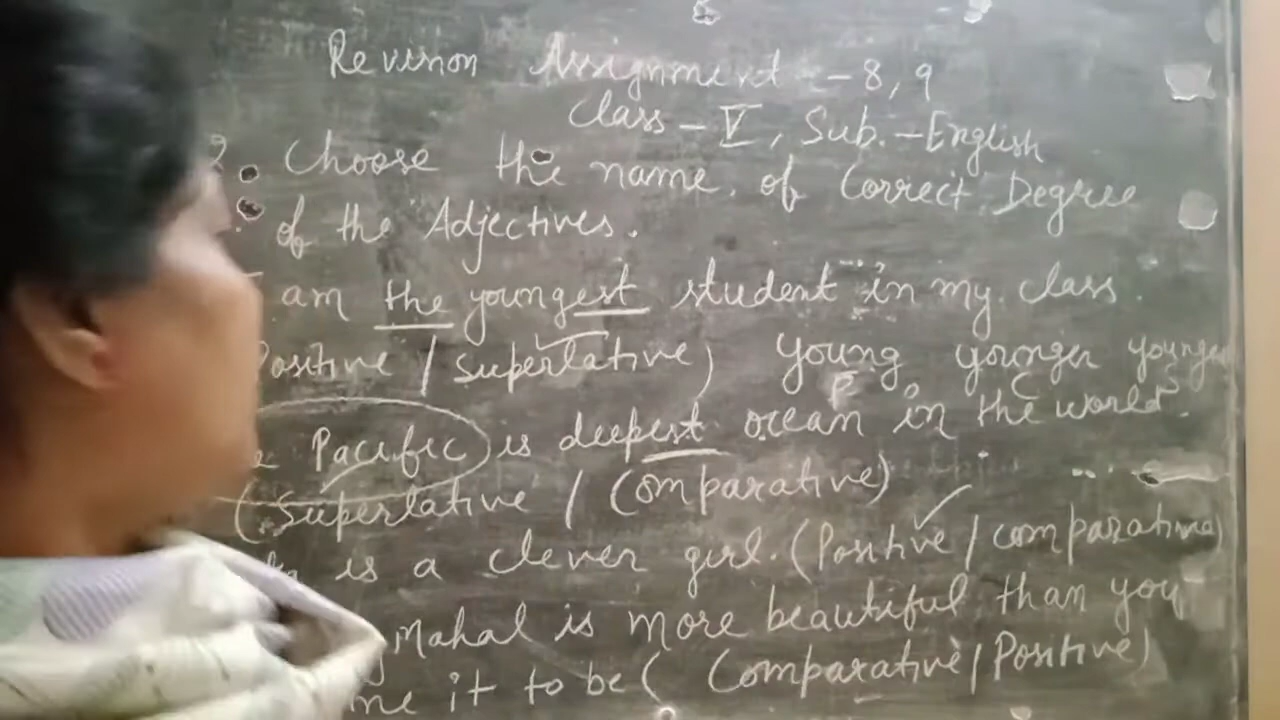 Revision Assignment - 8, 9
Class - V, Sub. - English
2. Choose the name of Correct Degree
of the Adjectives.
am the youngest student in my class.
Positive / Superlative) Young younger
P C S
Pacific is deepest ocean in the world.
(Superlative / Comparative)
is a clever girl. (Positive / comparative)
Mahal is more beautiful than you
it to be ( Comparative / Positive)